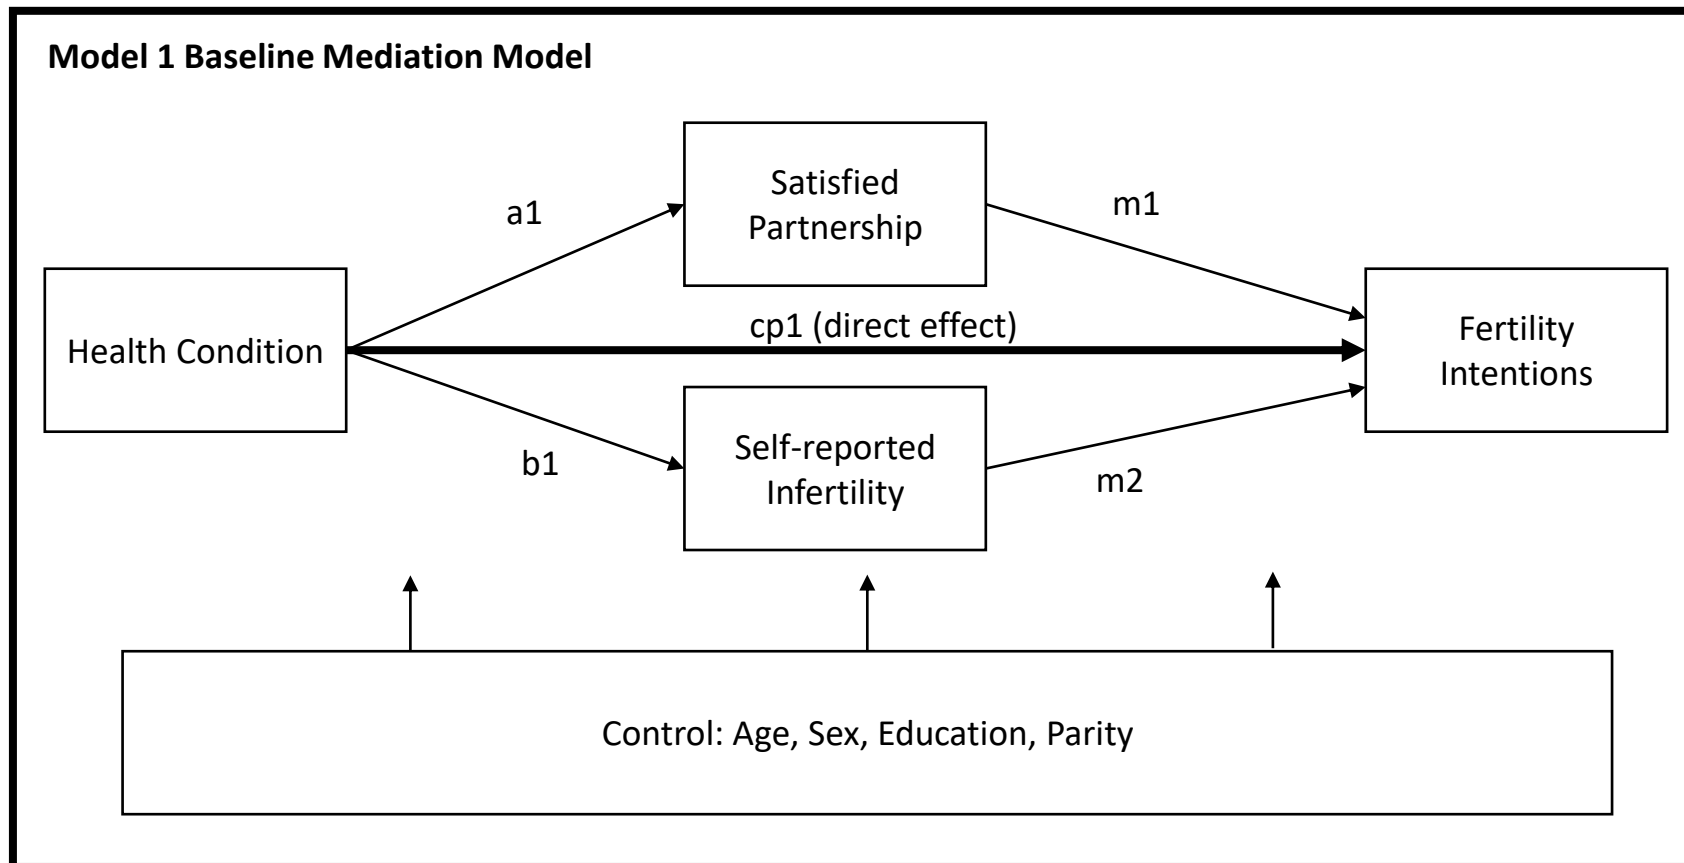 Model 1 Baseline Mediation Model
Satisfied
Partnership
a1
m1
Health Condition
cp1 (direct effect)
Fertility
Intentions
b1
Self-reported
Infertility
m2
Control: Age, Sex, Education, Parity